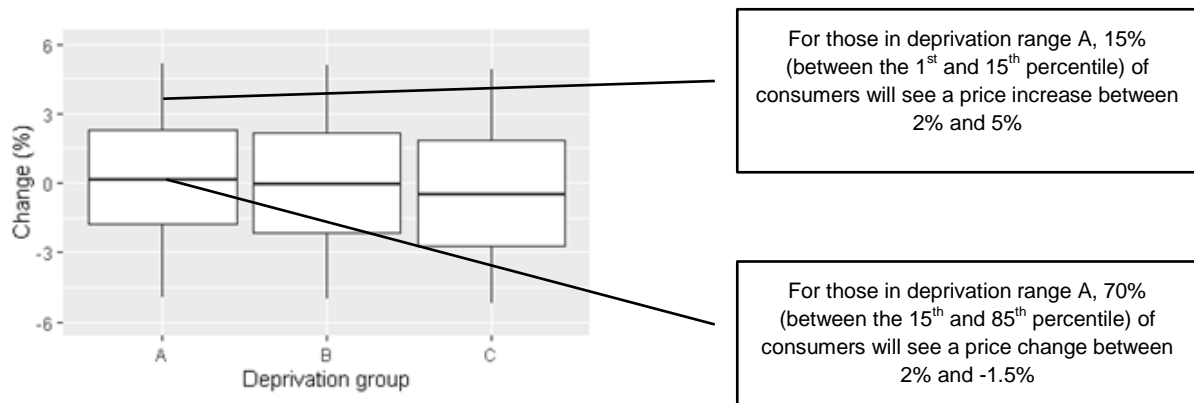 6
3
0
-3
-6
Change (%)
A
B
C
Deprivation group
For those in deprivation range A, 15%
(between the 1st and 15th percentile) of
consumers will see a price increase between
2% and 5%
For those in deprivation range A, 70%
(between the 15th and 85th percentile) of
consumers will see a price change between
2% and -1.5%